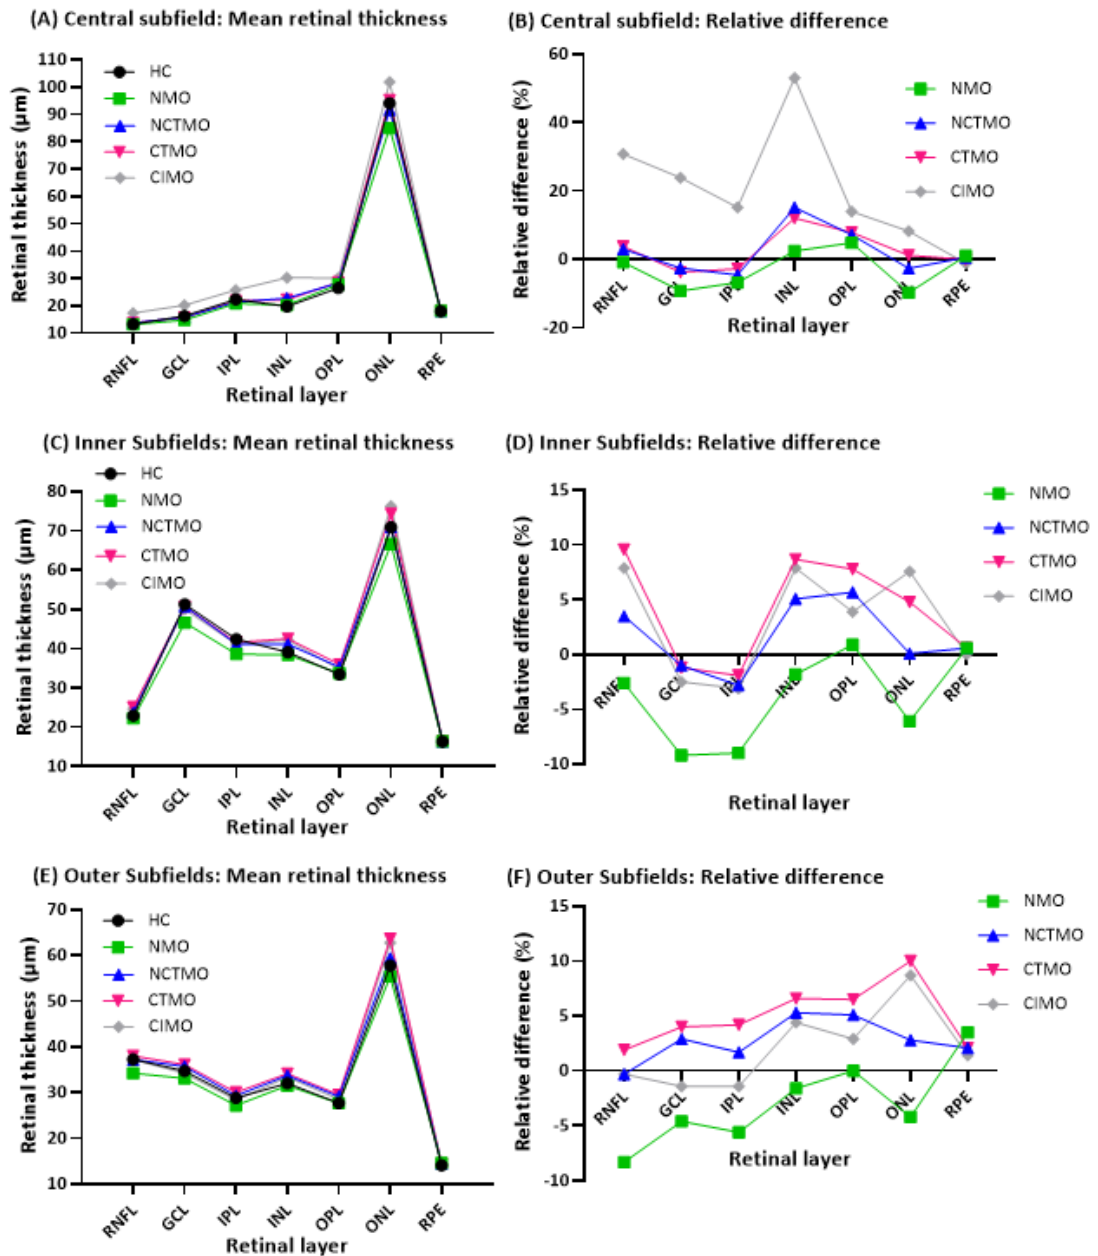 (A) Central subfield: Mean retinal thickness
Retinal thickness (μm)
110
100
90
80
70
60
50
40
30
20
10
HC
NMO
NCTMO
CTMO
CIMO
RNFL GCL IPL INL OPL ONL RPE
Retinal layer
(B) Central subfield: Relative difference
Relative difference (%)
60
40
20
0
-20
NMO
NCTMO
CTMO
CIMO
RNFL GCL IPL INL OPL ONL RPE
Retinal layer
(C) Inner Subfields: Mean retinal thickness
Retinal thickness (μm)
80
70
60
50
40
30
20
10
HC
NMO
NCTMO
CTMO
CIMO
RNFL GCL IPL INL OPL ONL RPE
Retinal layer
(D) Inner Subfields: Relative difference
Relative difference (%)
15
10
5
0
-5
-10
NMO
NCTMO
CTMO
CIMO
RNFL GCL IPL INL OPL ONL RPE
Retinal layer
(E) Outer Subfields: Mean retinal thickness
Retinal thickness (μm)
70
60
50
40
30
20
10
HC
NMO
NCTMO
CTMO
CIMO
RNFL GCL IPL INL OPL ONL RPE
Retinal layer
(F) Outer Subfields: Relative difference
Relative difference (%)
15
10
5
0
-5
-10
NMO
NCTMO
CTMO
CIMO
RNFL GCL IPL INL OPL ONL RPE
Retinal layer